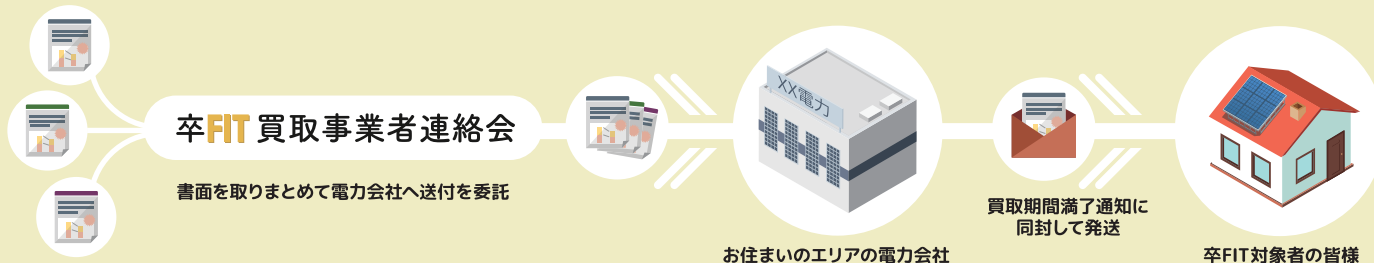 卒FIT買取事業者連絡会
書面を取りまとめて電力会社へ送付を委託
XX電力
お住まいのエリアの電力会社
買取期間満了通知に
同封して発送
卒FIT対象者の皆様